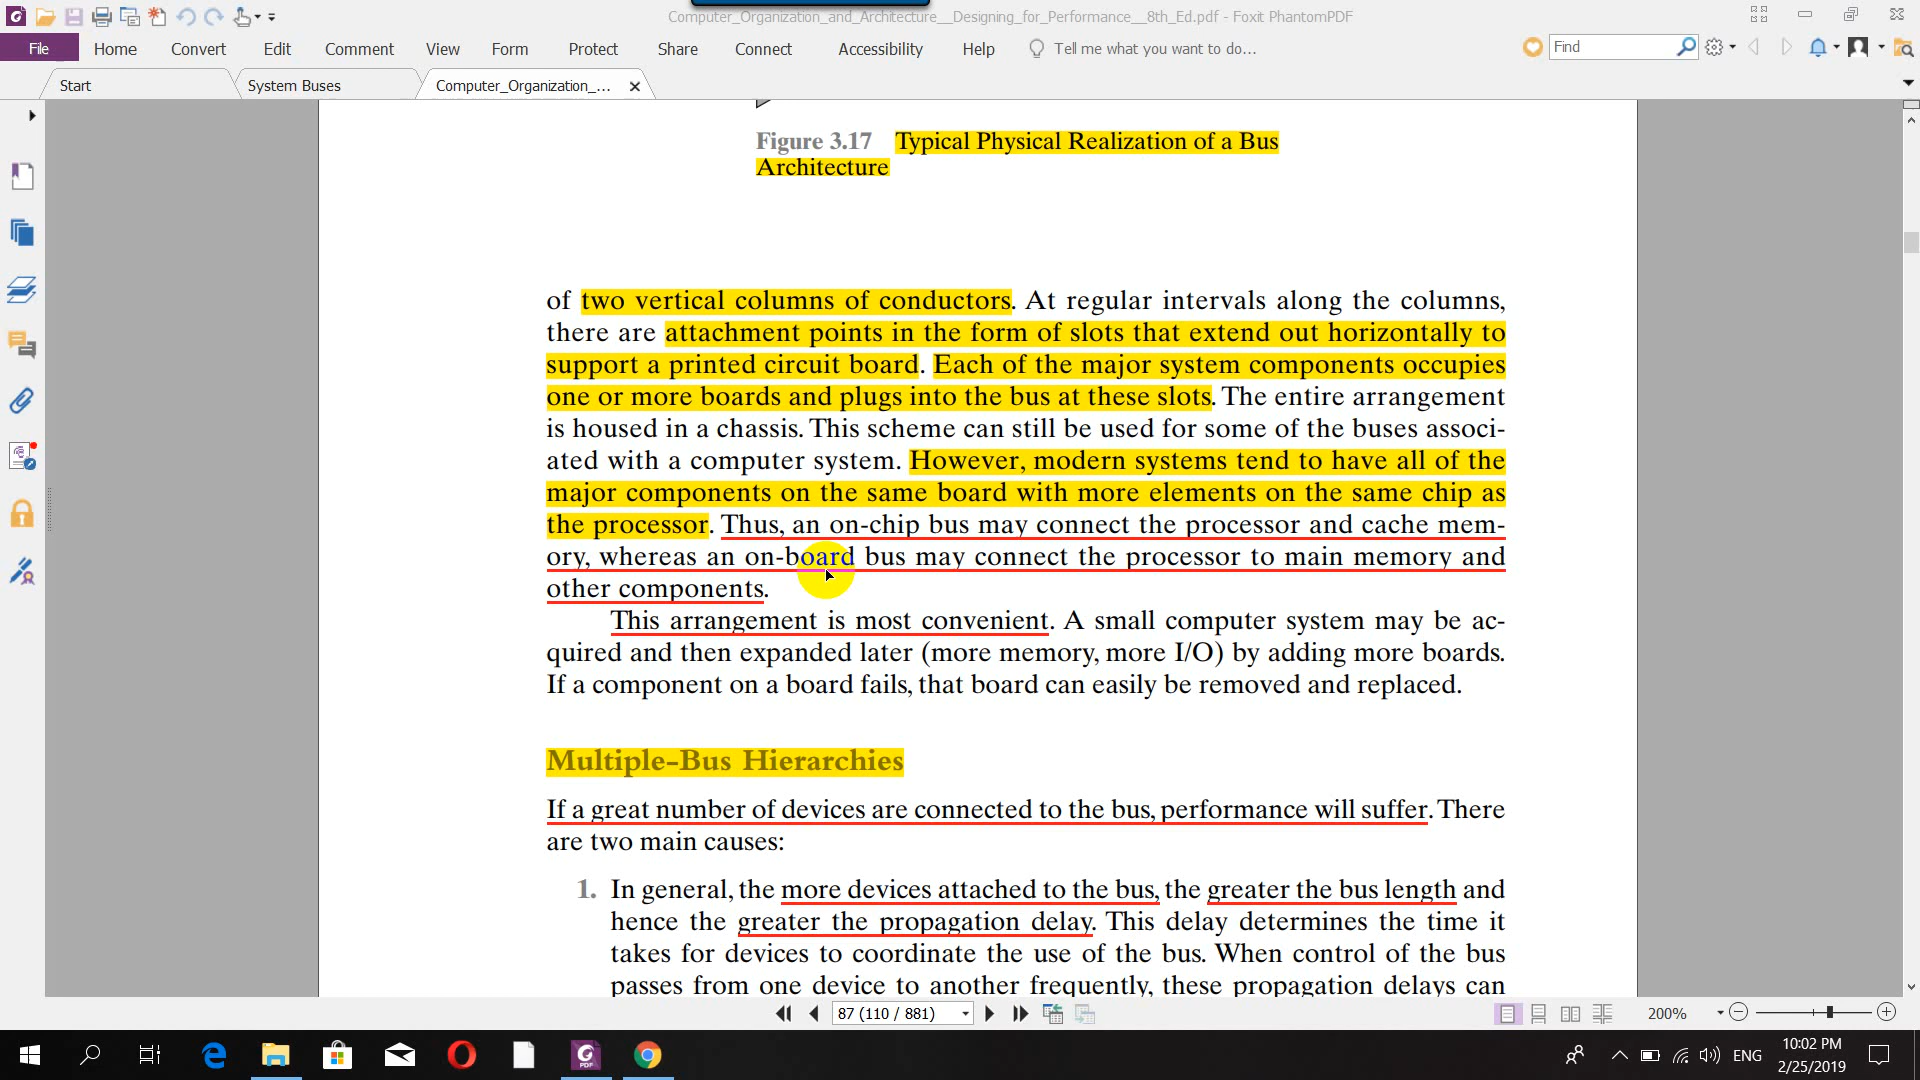 Computer_Organization_and_Architecture__Designing_for_Performance__8th_Ed.pdf - Foxit PhantomPDF
File Home Convert Edit Comment View Form Protect Share Connect Accessibility Help Tell me what you want to do... Find
Start System Buses Computer_Organization_...
Figure 3.17 Typical Physical Realization of a Bus
Architecture
of two vertical columns of conductors. At regular intervals along the columns,
there are attachment points in the form of slots that extend out horizontally to
support a printed circuit board. Each of the major system components occupies
one or more boards and plugs into the bus at these slots. The entire arrangement
is housed in a chassis. This scheme can still be used for some of the buses associ-
ated with a computer system. However, modern systems tend to have all of the
major components on the same board with more elements on the same chip as
the processor. Thus, an on-chip bus may connect the processor and cache mem-
ory, whereas an on-board bus may connect the processor to main memory and
other components.
This arrangement is most convenient. A small computer system may be ac-
quired and then expanded later (more memory, more I/O) by adding more boards.
If a component on a board fails, that board can easily be removed and replaced.
Multiple-Bus Hierarchies
If a great number of devices are connected to the bus, performance will suffer. There
are two main causes:
1. In general, the more devices attached to the bus, the greater the bus length and
hence the greater the propagation delay. This delay determines the time it
takes for devices to coordinate the use of the bus. When control of the bus
passes from one device to another frequently, these propagation delays can
87 (110 / 881) 200%
PDF ENG 10:02 PM
2/25/2019